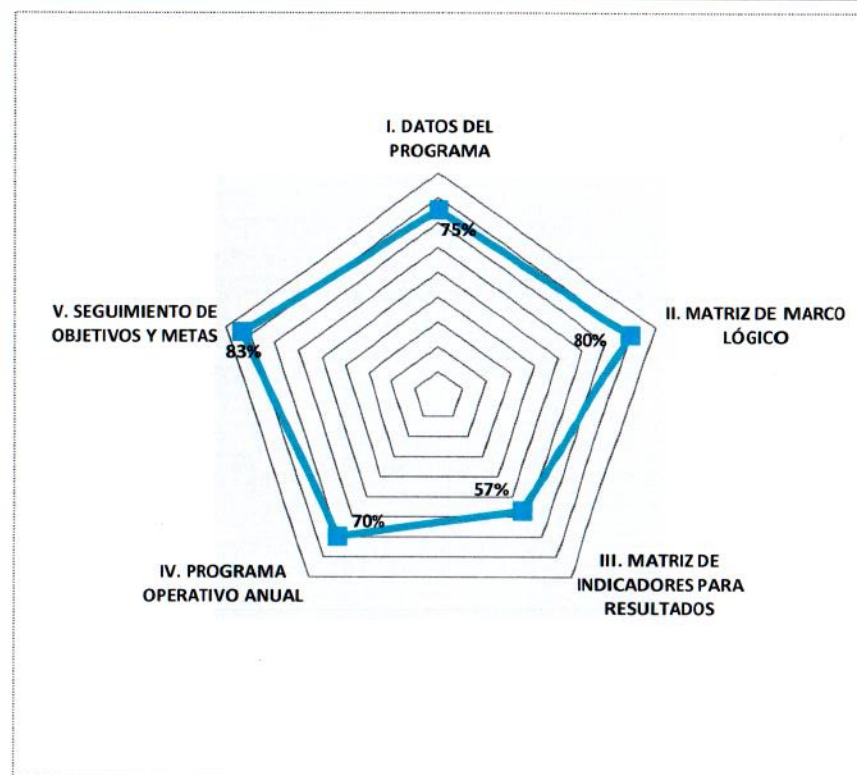 I. DATOS DEL
PROGRAMA
75%
II. MATRIZ DE MARCO
LÓGICO
80%
V. SEGUIMIENTO DE
OBJETIVOS Y METAS
83%
57%
70%
III. MATRIZ DE
INDICADORES PARA
RESULTADOS
IV. PROGRAMA
OPERATIVO ANUAL